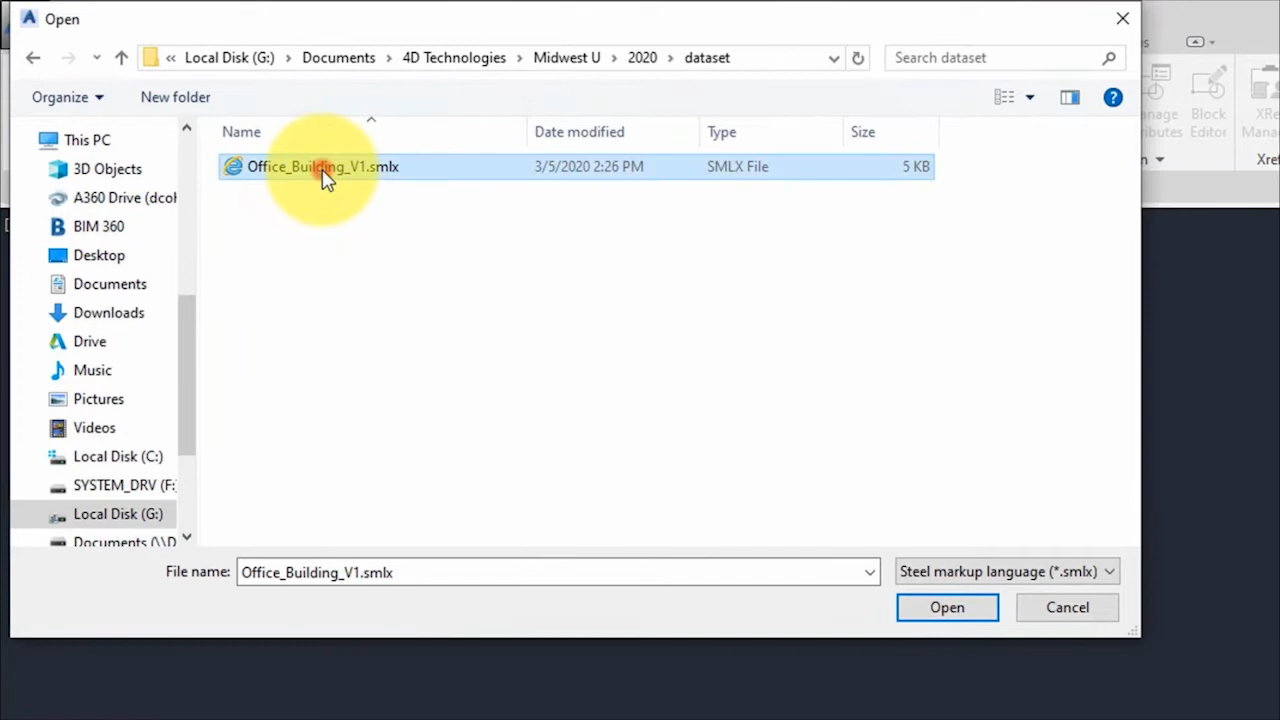 Open
« Local Disk (G:) › Documents › 4D Technologies › Midwest U › 2020 › dataset
Search dataset
Organize
New folder
Name
Date modified
Type
Size
Office_Building_V1.smlx
3/5/2020 2:26 PM
SMLX File
5 KB
This PC
3D Objects
A360 Drive (dcol
BIM 360
Desktop
Documents
Downloads
Drive
Music
Pictures
Videos
Local Disk (C:)
SYSTEM_DRV (F:
Local Disk (G:)
Documents (\\D
File name:
Office_Building_V1.smlx
Steel markup language (*.smlx)
Open
Cancel
Block
Editor
XRe
Mana
Xref